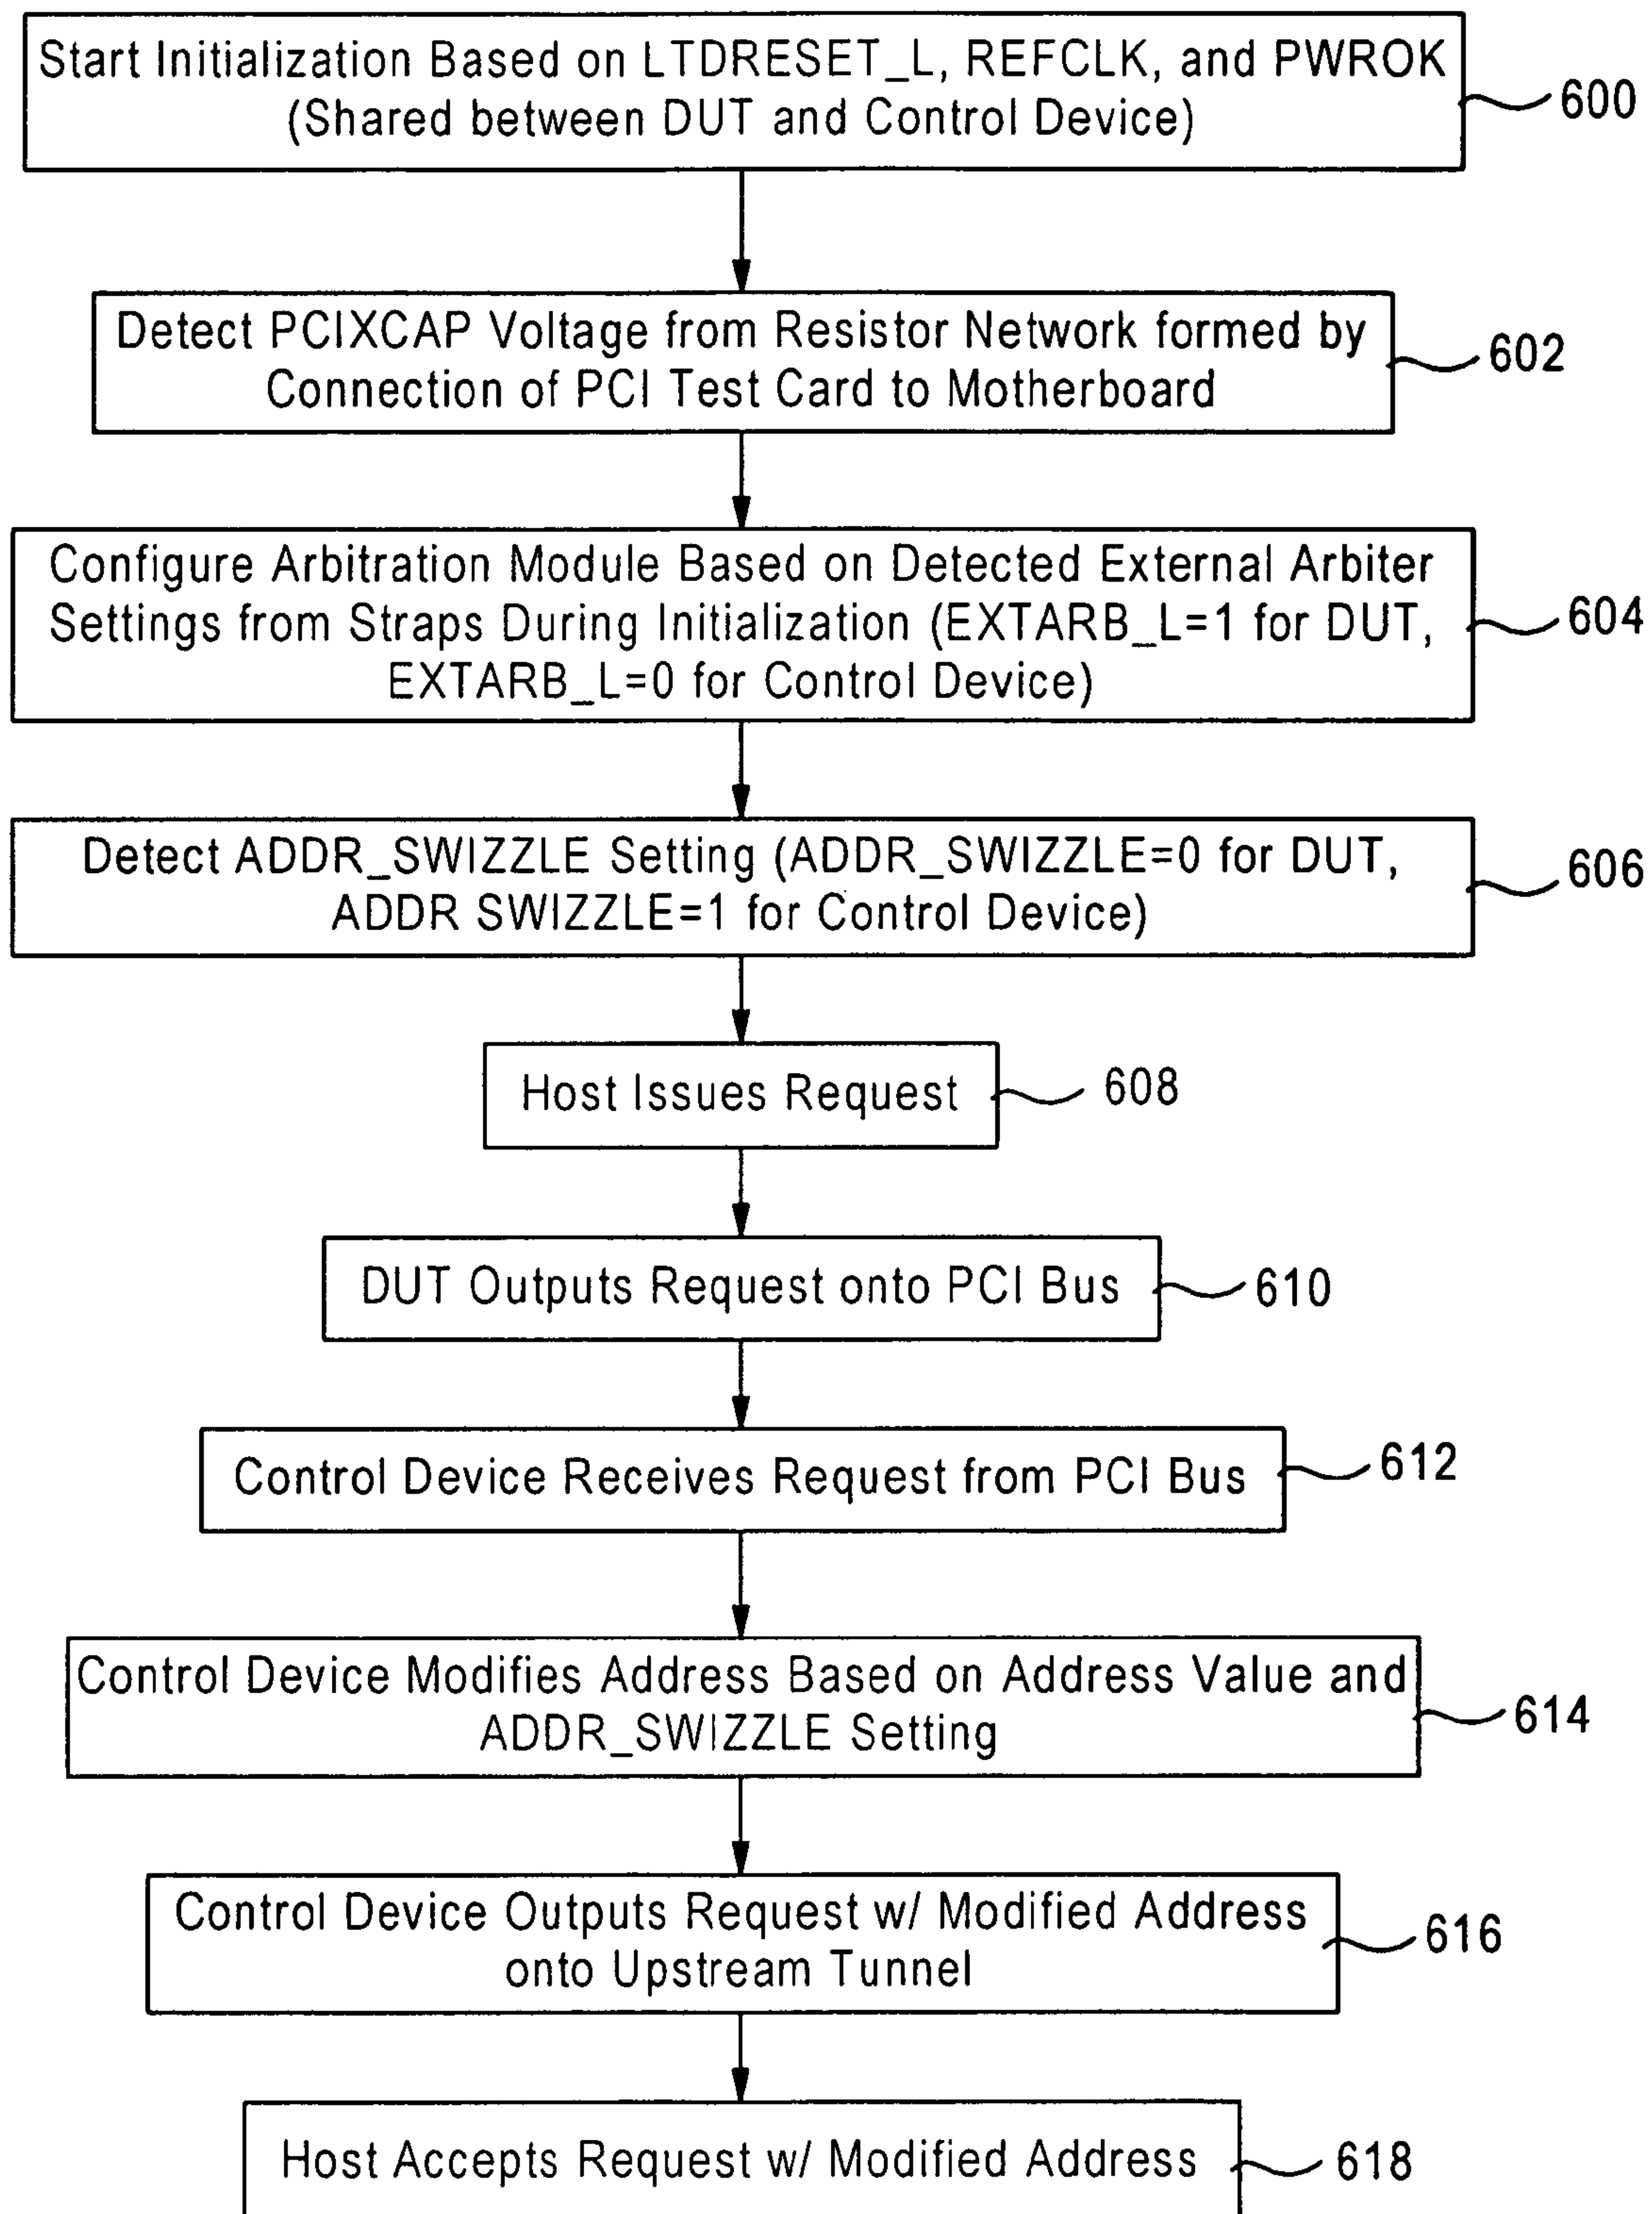 Start Initialization Based on LTDRESET_L, REFCLK, and PWROK
(Shared between DUT and Control Device)
600
Detect PCIXCAP Voltage from Resistor Network formed by
Connection of PCI Test Card to Motherboard
602
Configure Arbitration Module Based on Detected External Arbiter
Settings from Straps During Initialization (EXTARB_L=1 for DUT,
EXTARB_L=0 for Control Device)
604
Detect ADDR_SWIZZLE Setting (ADDR_SWIZZLE=0 for DUT,
ADDR SWIZZLE=1 for Control Device)
606
Host Issues Request
608
DUT Outputs Request onto PCI Bus
610
Control Device Receives Request from PCI Bus
612
Control Device Modifies Address Based on Address Value and
ADDR_SWIZZLE Setting
614
Control Device Outputs Request w/ Modified Address
onto Upstream Tunnel
616
Host Accepts Request w/ Modified Address
618